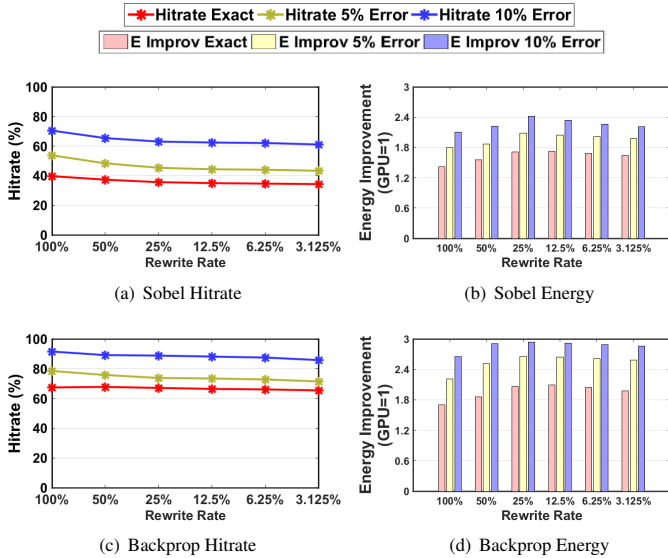 Hitrate Exact Hitrate 5% Error Hitrate 10% Error
E Improv Exact E Improv 5% Error E Improv 10% Error
Hitrate (%)
100
80
60
40
20
0
100% 50% 25% 12.5% 6.25% 3.125%
Rewrite Rate
(a) Sobel Hitrate
Energy Improvement
(GPU=1)
3
2.4
1.8
1.2
0.6
0
100% 50% 25% 12.5% 6.25% 3.125%
Rewrite Rate
(b) Sobel Energy
Hitrate (%)
100
80
60
40
20
0
100% 50% 25% 12.5% 6.25% 3.125%
Rewrite Rate
(c) Backprop Hitrate
Energy Improvement
(GPU=1)
3
2.4
1.8
1.2
0.6
0
100% 50% 25% 12.5% 6.25% 3.125%
Rewrite Rate
(d) Backprop Energy